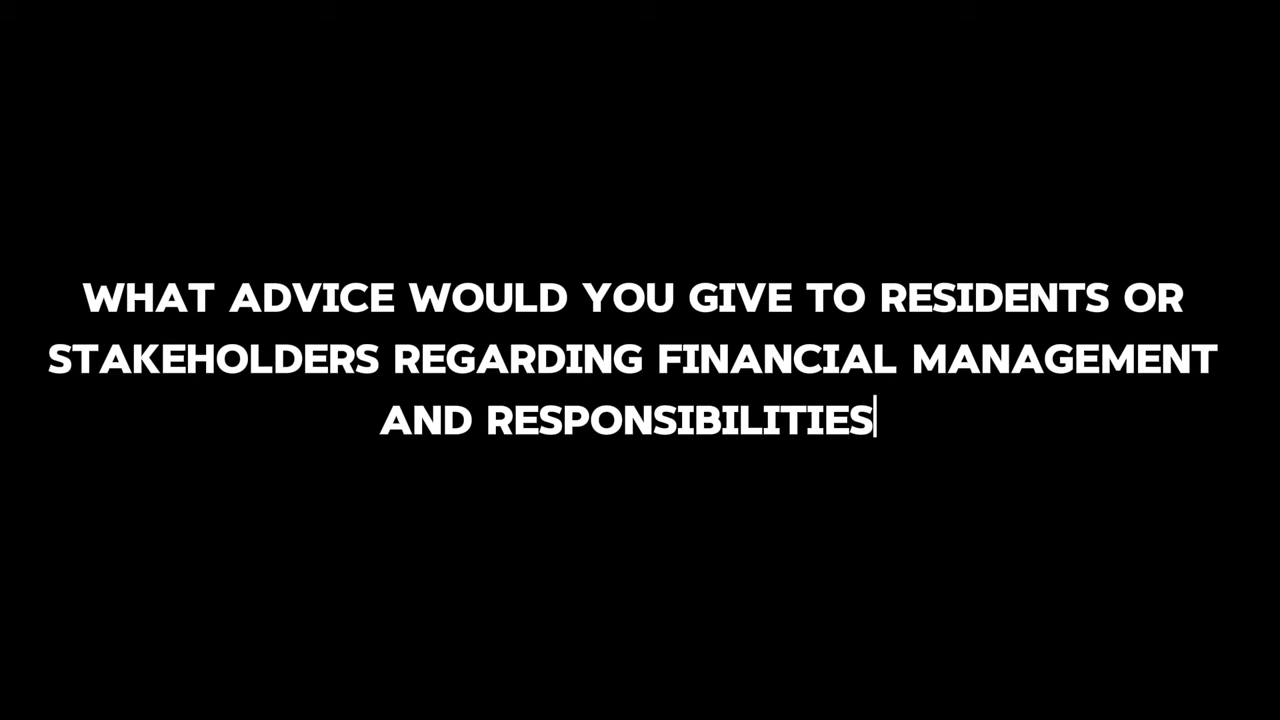 WHAT ADVICE WOULD YOU GIVE TO RESIDENTS OR
STAKEHOLDERS REGARDING FINANCIAL MANAGEMENT
AND RESPONSIBILITIES